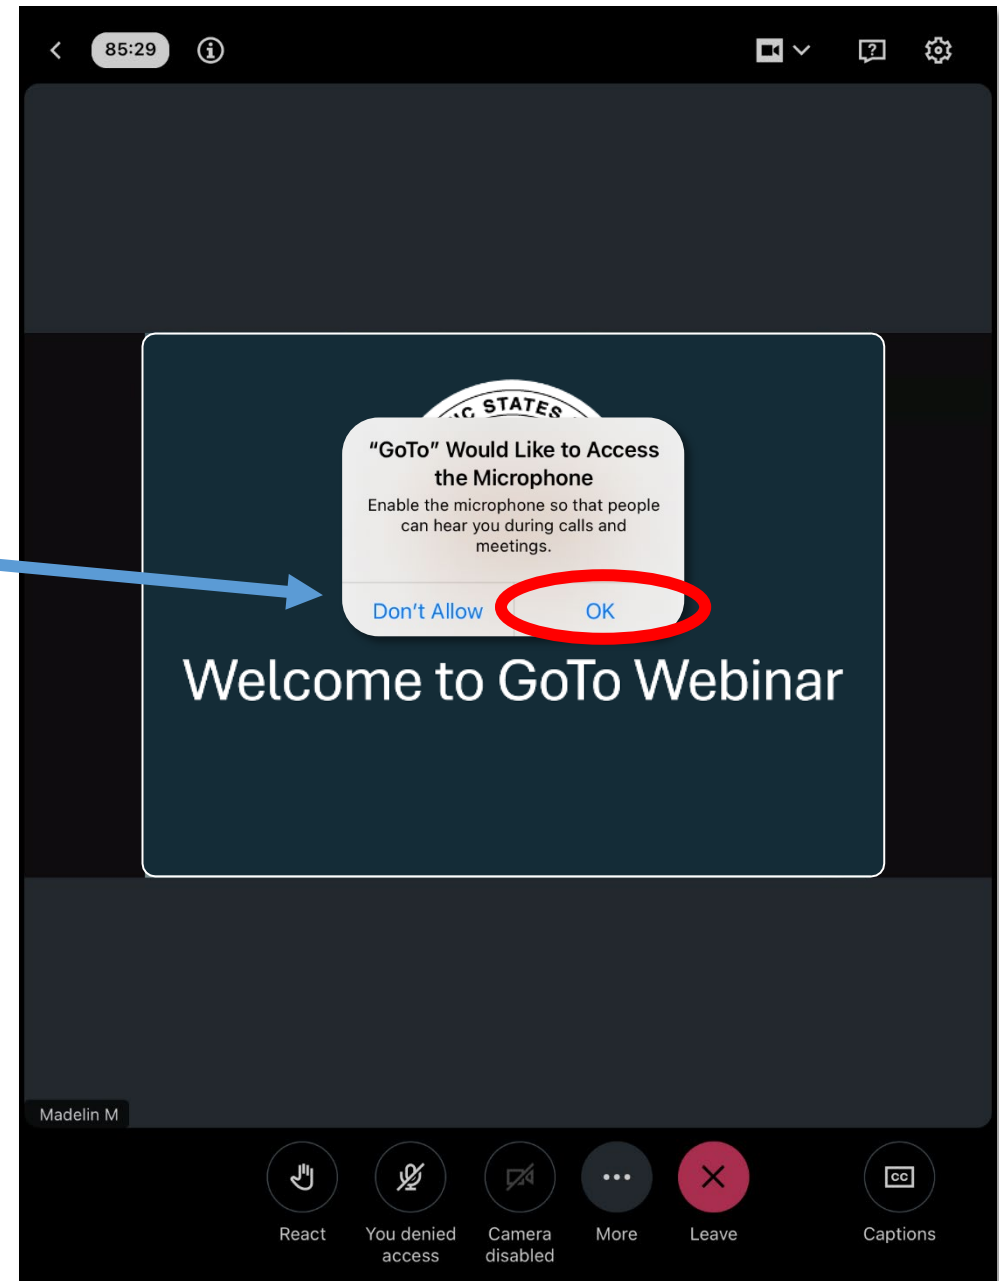 85:29
STATES
“GoTo” Would Like to Access
the Microphone
Enable the microphone so that people
can hear you during calls and
meetings.
Don't Allow
OK
Welcome to GoTo Webinar
Madelin M
React
You denied
access
Camera
disabled
More
Leave
CC
Captions